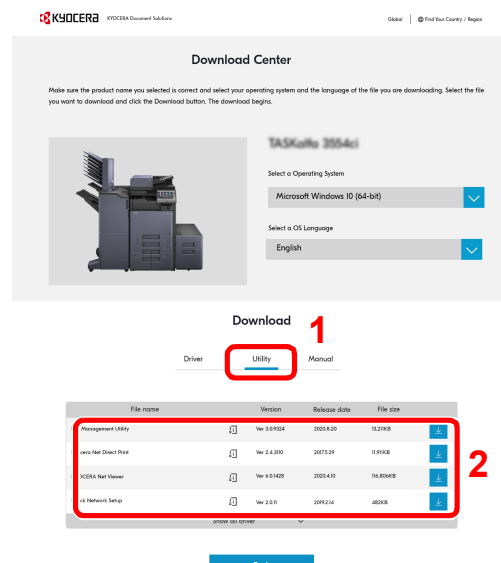 KYOCERA KYOCERA Document Solutions
Global Find Your Country / Region
Download Center
Make sure the product name you selected is correct and select your operating system and the language of the file you are downloading. Select the file
you want to download and click the Download button. The download begins.
TASKalfa 3554ci
Select a Operating System
Microsoft Windows 10 (64-bit)
Select a OS Language
English
Download
1
Driver Utility Manual
File name Version Release date File size
Management Utility Ver 3.0.9324 2020.8.20 13,211KB
cera Net Direct Print Ver 2.4.3110 2017.5.29 11,911KB
OCERA Net Viewer Ver 6.0.1428 2020.4.10 116,806KB
ck Network Setup Ver 2.0.11 2019.2.14 482KB
2
Show all driver